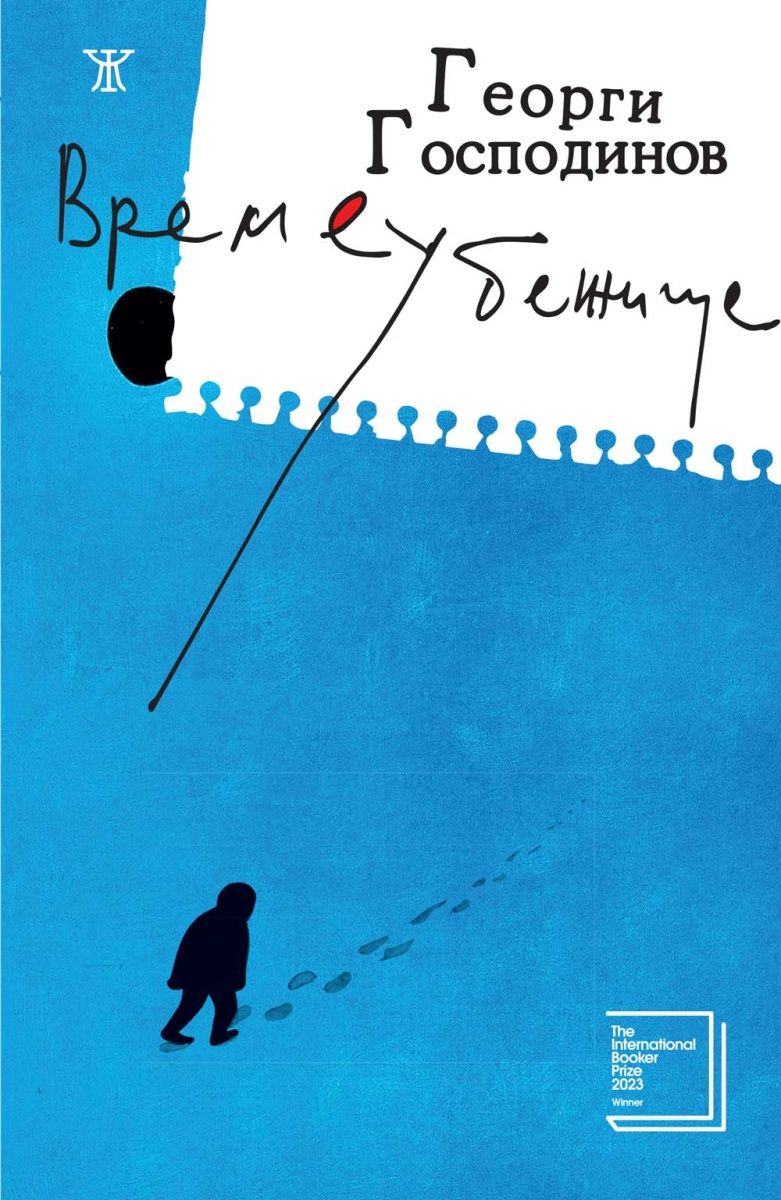 Ж
Георги
Господинов
Времеубежище
The
International
Booker
Prize
2023
Winner